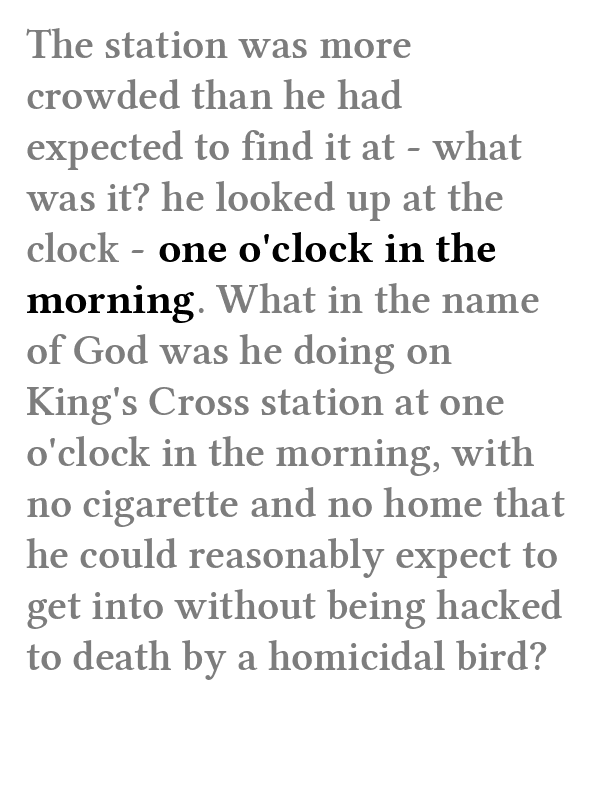 The station was more
crowded than he had
expected to find it at - what
was it? he looked up at the
clock - one o'clock in the
morning. What in the name
of God was he doing on
King's Cross station at one
o'clock in the morning, with
no cigarette and no home that
he could reasonably expect to
get into without being hacked
to death by a homicidal bird?